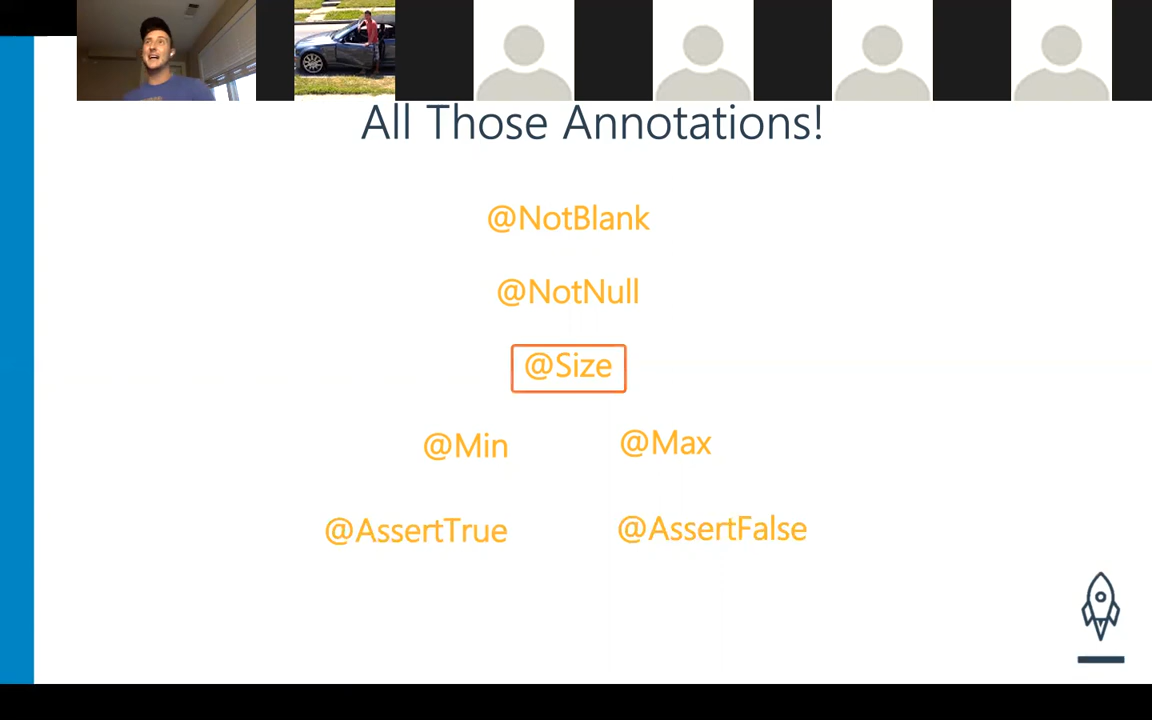 All Those Annotations!
@NotBlank
@NotNull
@Size
@Min @Max
@AssertTrue @AssertFalse